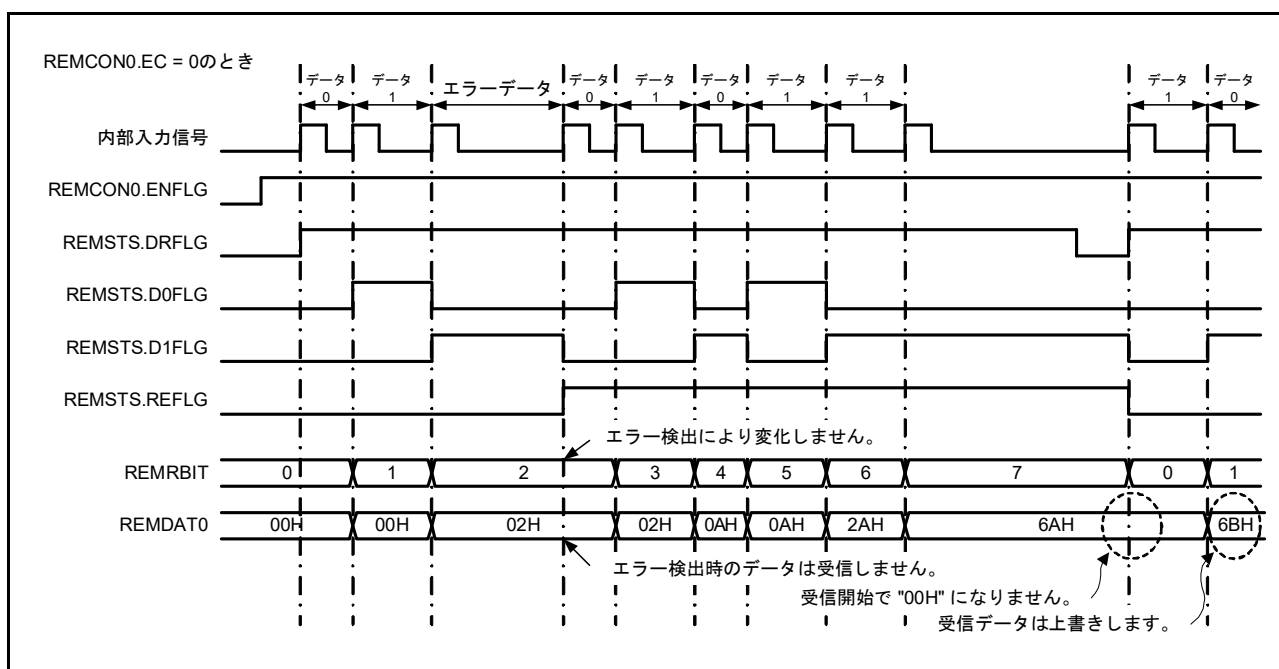 REMCON0.EC = 0のとき
データ 0
データ 1
エラーデータ
データ 0
データ 1
データ 0
データ 1
データ 1
データ 1
データ 0
内部入力信号
REMCON0.ENFLG
REMSTS.DRFLG
REMSTS.D0FLG
REMSTS.D1FLG
REMSTS.REFLG
エラー検出により変化しません。
REMRBIT 0 1 2 3 4 5 6 7 0 1
REMDAT0 00H 00H 02H 02H 0AH 0AH 2AH 6AH 6BH
エラー検出時のデータは受信しません。
受信開始で "00H" になりません。
受信データは上書きします。